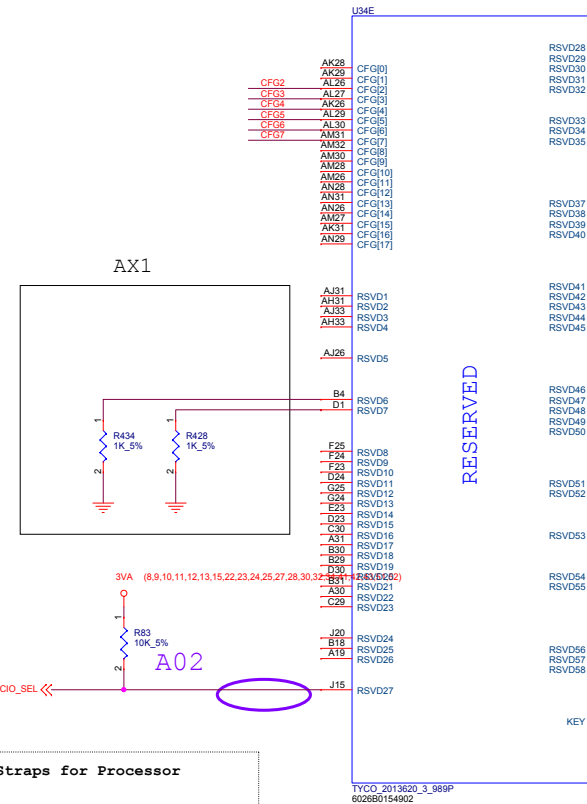 U34E
AK28 CFG[0]
AK29 CFG[1]
CFG2 AL26 CFG[2]
CFG3 AL27 CFG[3]
CFG4 AK26 CFG[4]
CFG5 AL29 CFG[5]
CFG6 AL30 CFG[6]
CFG7 AM31 CFG[7]
AM32 CFG[8]
AM30 CFG[9]
AM28 CFG[10]
AM26 CFG[11]
AN28 CFG[12]
AN31 CFG[13]
AN26 CFG[14]
AM27 CFG[15]
AK31 CFG[16]
AN29 CFG[17]
AX1
AJ31 RSVD1
AH31 RSVD2
AJ33 RSVD3
AH33 RSVD4
AJ26 RSVD5
B4 RSVD6
D1 RSVD7
1 1
R434 R428
1K_5% 1K_5%
2 2
F25 RSVD8
F24 RSVD9
F23 RSVD10
D24 RSVD11
G25 RSVD12
G24 RSVD13
E23 RSVD14
D23 RSVD15
C30 RSVD16
A31 RSVD17
B30 RSVD18
B29 RSVD19
D30
B31 RSVD21
A30 RSVD22
C29 RSVD23
3VA
1
R83
10K_5%
2
A02
J20 RSVD24
B18 RSVD25
A19 RSVD26
CIO_SEL
J15 RSVD27
RESERVED
RSVD28
RSVD29
RSVD30
RSVD31
RSVD32
RSVD33
RSVD34
RSVD35
RSVD37
RSVD38
RSVD39
RSVD40
RSVD41
RSVD42
RSVD43
RSVD44
RSVD45
RSVD46
RSVD47
RSVD48
RSVD49
RSVD50
RSVD51
RSVD52
RSVD53
RSVD54
RSVD55
RSVD56
RSVD57
RSVD58
KEY
Straps for Processor
TYCO_2013620_3_989P
6026B0154902